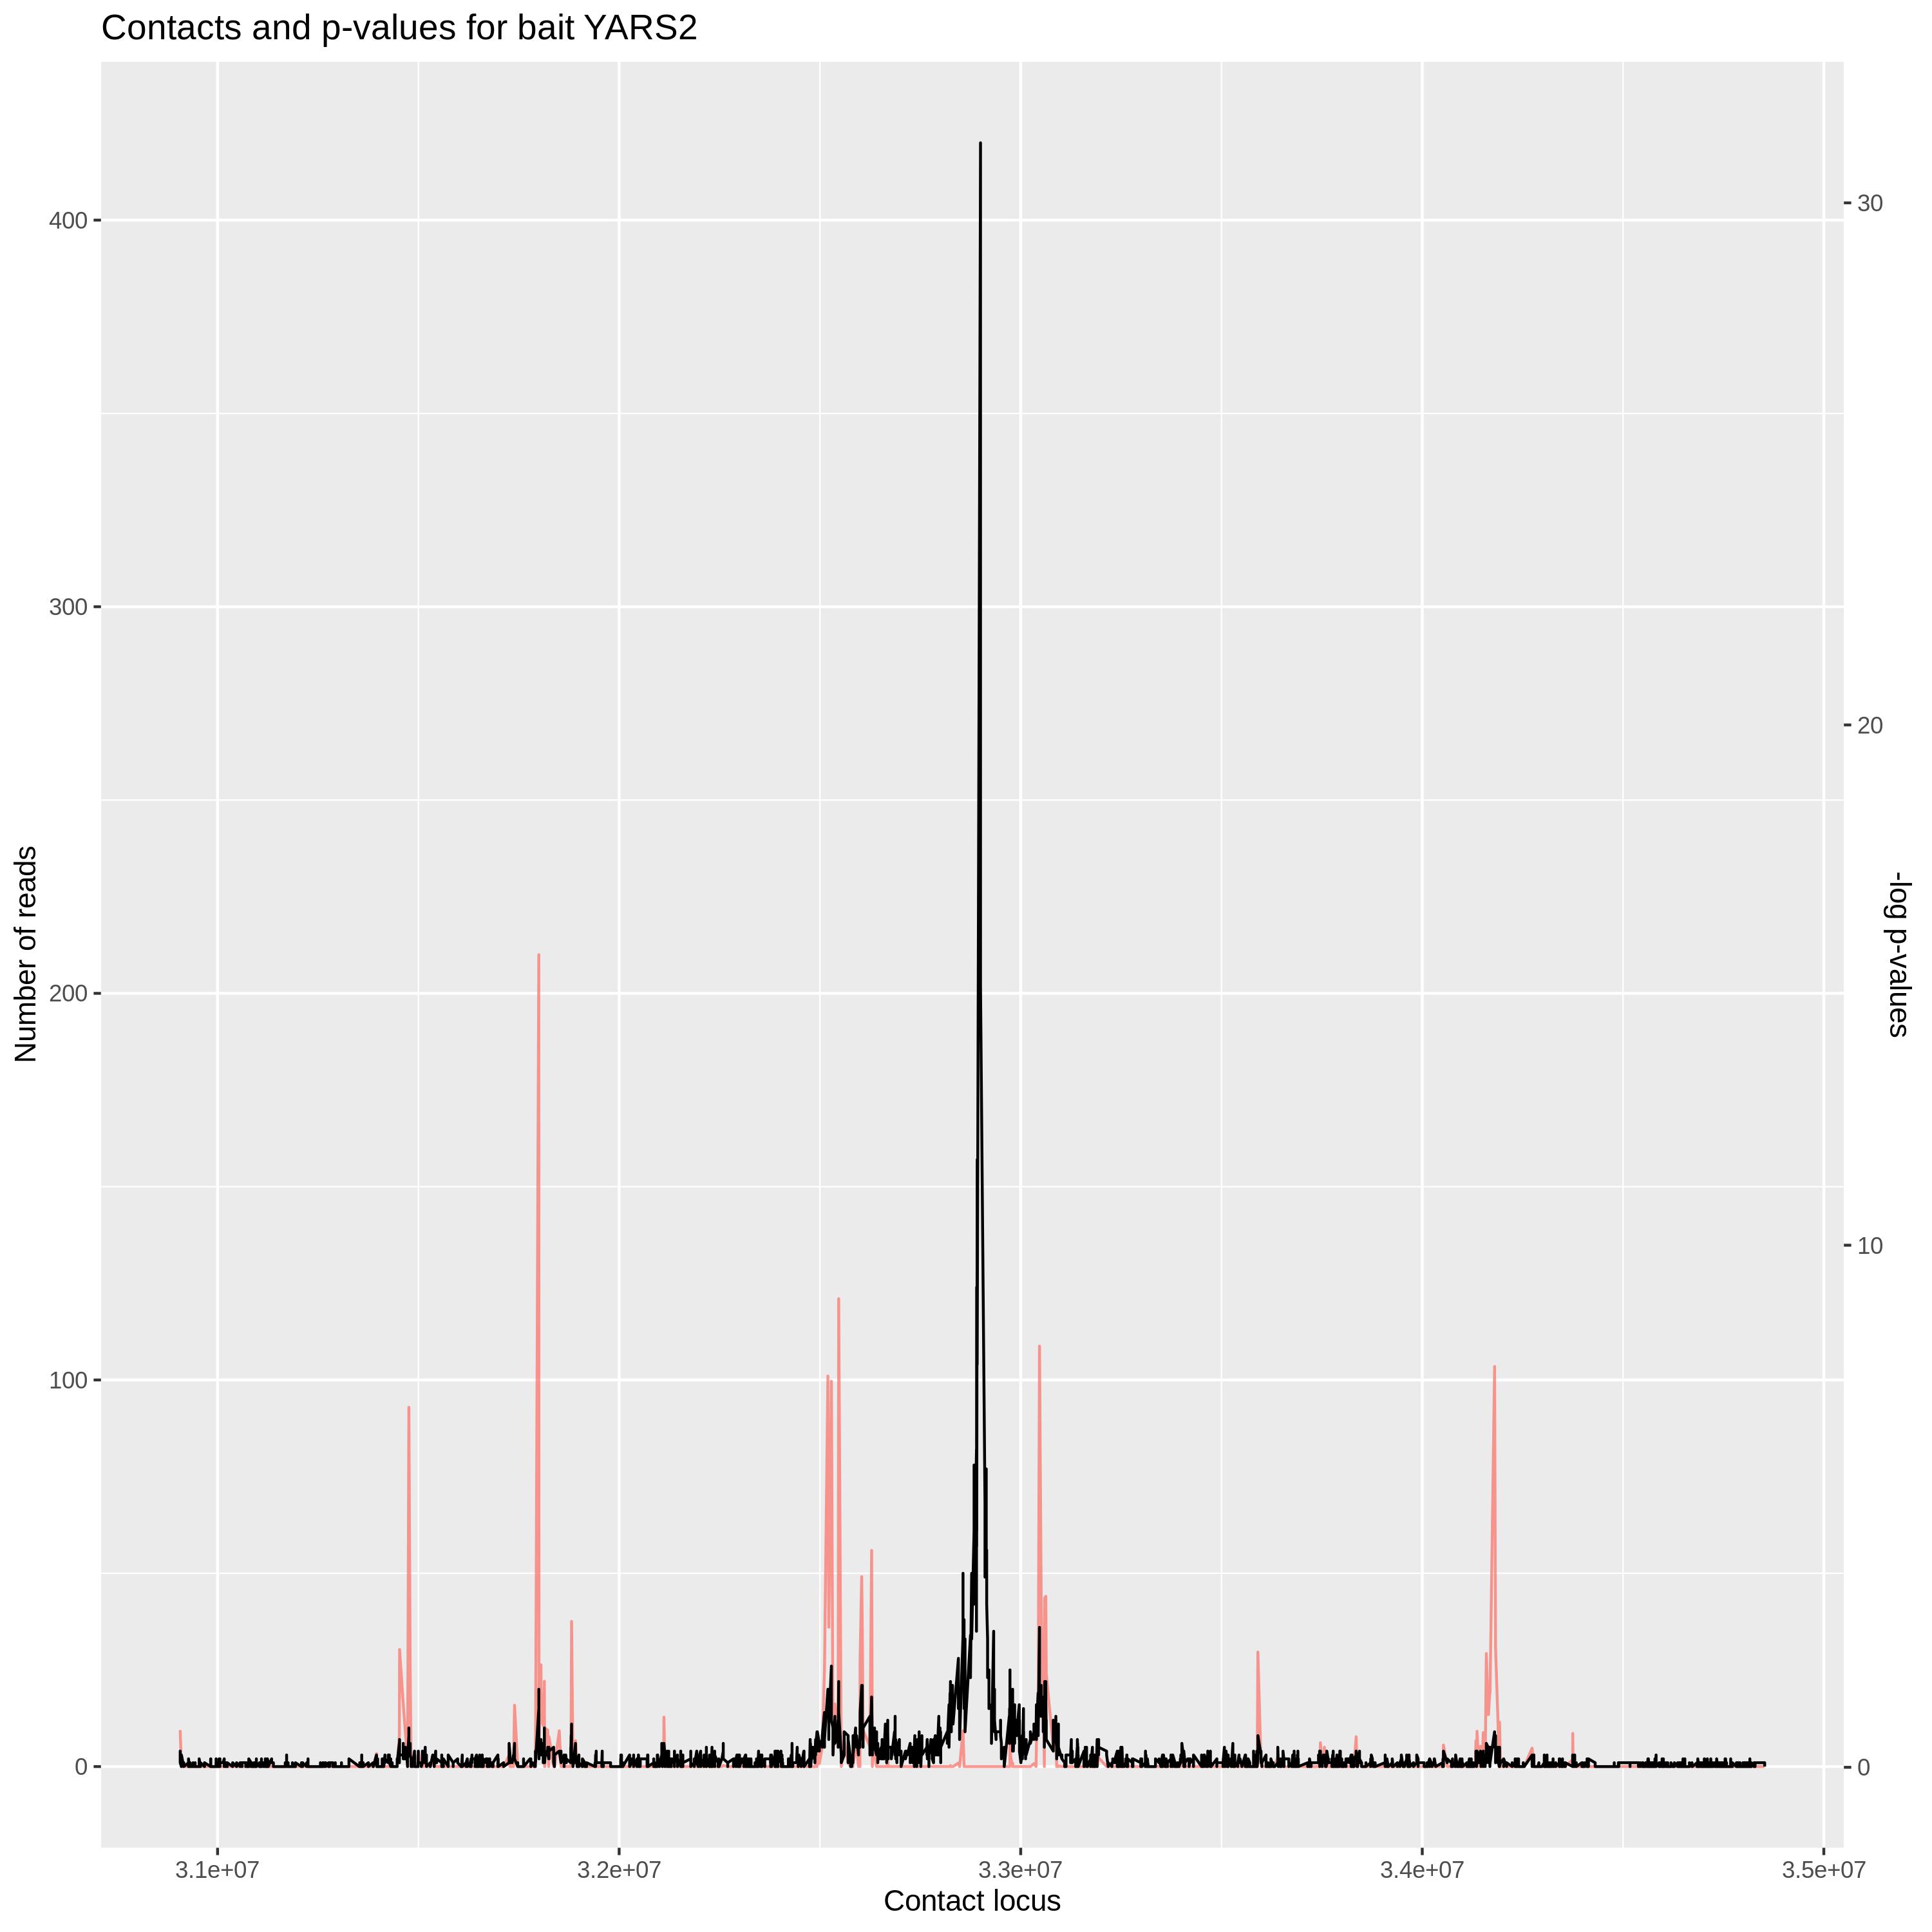 Contacts and p-values for bait YARS2
400
300
200
100
0
30
20
10
0
Number of reads
-log p-values
3.1e+07 3.2e+07 3.3e+07 3.4e+07 3.5e+07
Contact locus